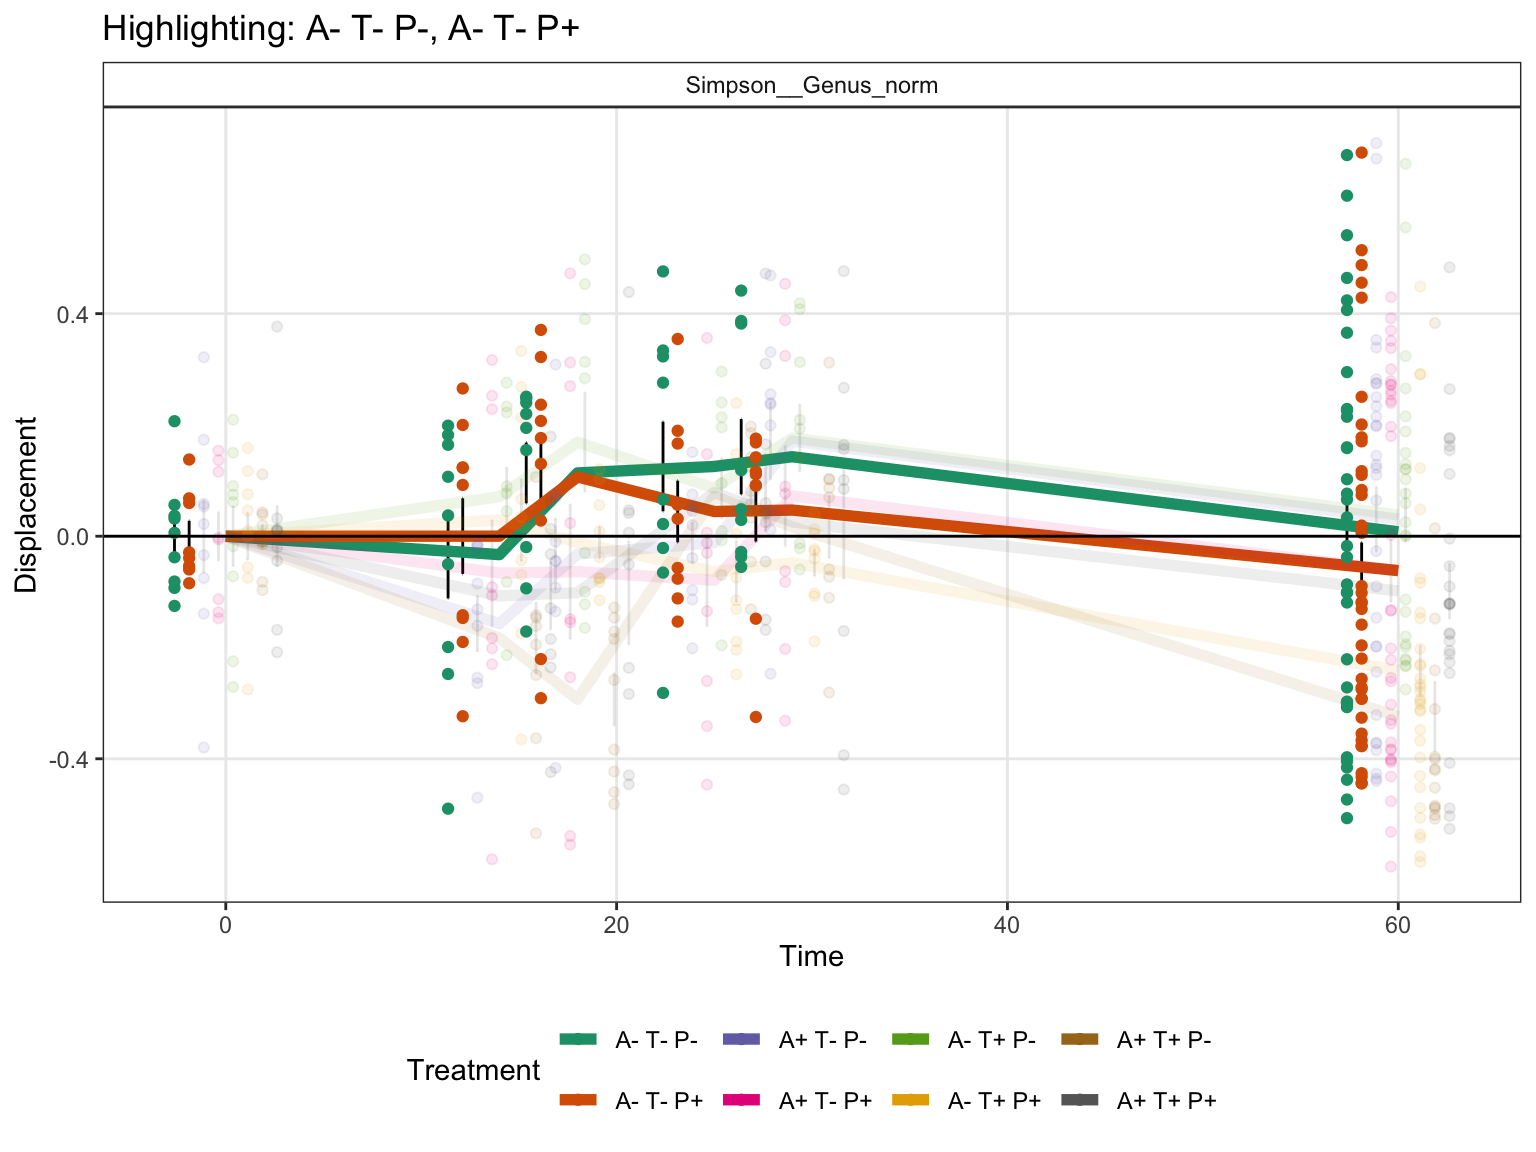 Highlighting: A- T- P-, A- T- P+
Simpson__Genus_norm
Displacement
0.4
0.0
-0.4
0
20
40
60
Time
Treatment
A- T- P-
A+ T- P-
A- T+ P-
A+ T+ P-
A- T- P+
A+ T- P+
A- T+ P+
A+ T+ P+